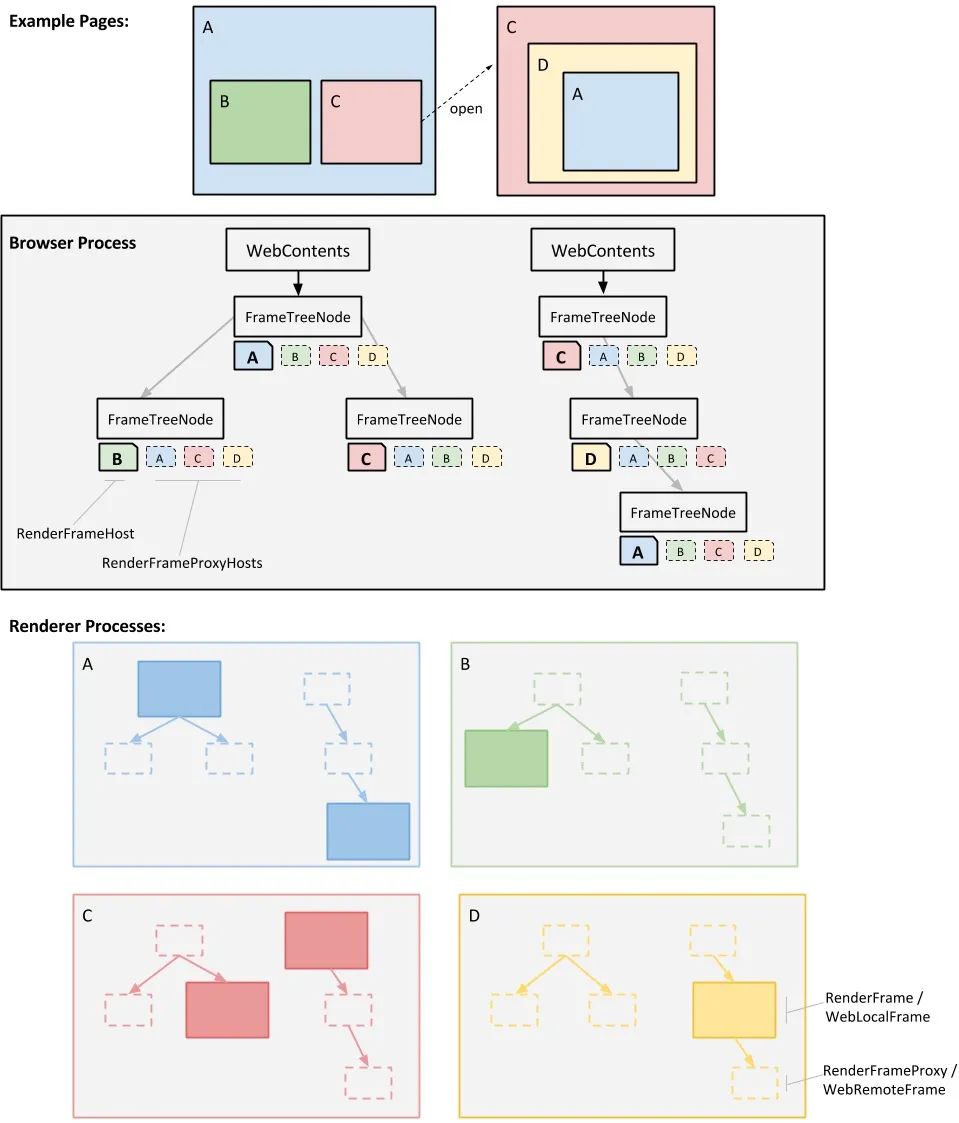 Example Pages:
A
B
C
open
C
D
A
Browser Process
WebContents
WebContents
FrameTreeNode
FrameTreeNode
A B C D
C A B D
FrameTreeNode
FrameTreeNode
FrameTreeNode
B A C D
C A B D
D A B C
FrameTreeNode
RenderFrameHost
A B C D
RenderFrameProxyHosts
Renderer Processes:
A
B
C
D
RenderFrame /
WebLocalFrame
RenderFrameProxy /
WebRemoteFrame